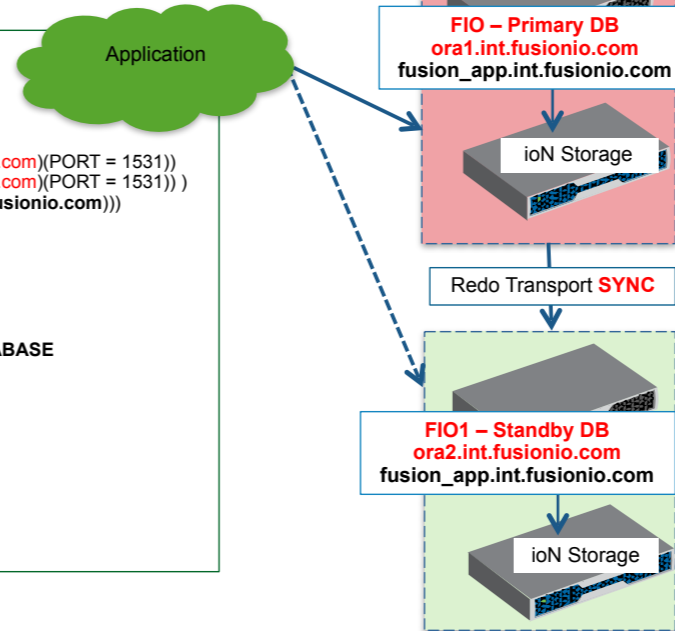 Application
.com)(PORT = 1531))
.com)(PORT = 1531)) )
usionio.com)))
ABASE
FIO – Primary DB
ora1.int.fusionio.com
fusion_app.int.fusionio.com
ioN Storage
Redo Transport SYNC
FIO1 – Standby DB
ora2.int.fusionio.com
fusion_app.int.fusionio.com
ioN Storage